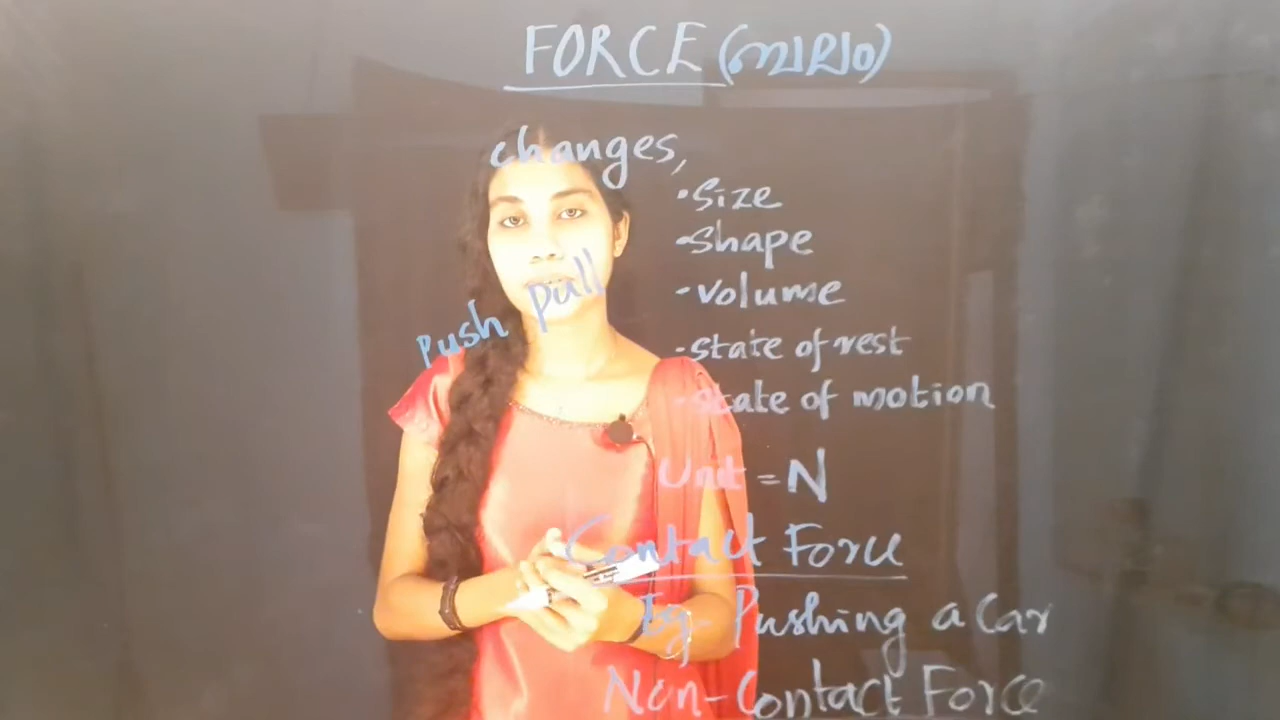 FORCE (ബലം)
changes,
•Size
•Shape
-volume
-state of rest
-state of motion
Push pull
Unit = N
Contact Force
Eg- Pushing a Car
Non-Contact Force